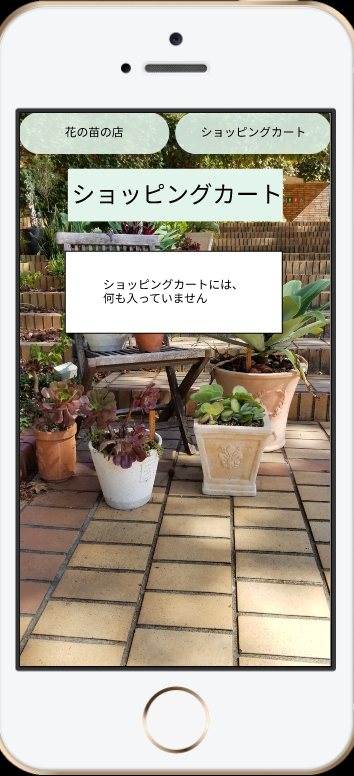 花の苗の店
ショッピングカート
ショッピングカート
ショッピングカートには、
何も入っていません